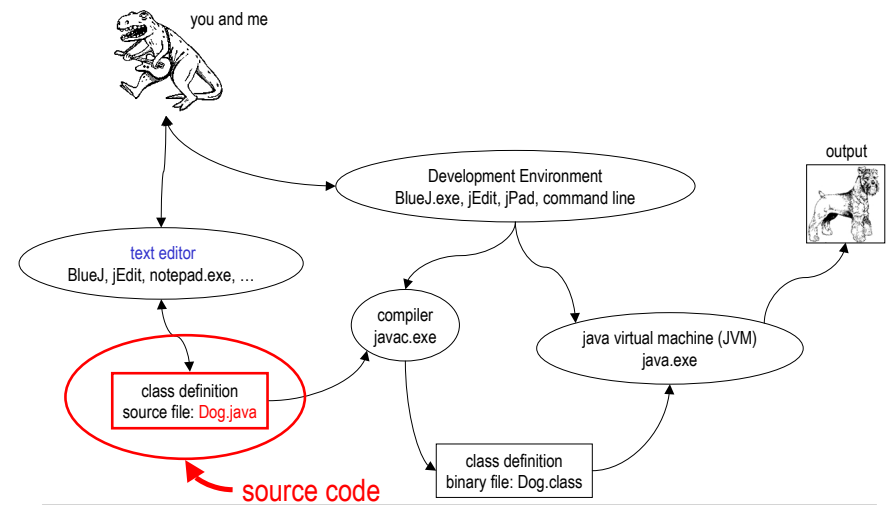 you and me
output
Development Environment
BlueJ.exe, jEdit, jPad, command line
text editor
BlueJ, jEdit, notepad.exe, …
compiler
javac.exe
java virtual machine (JVM)
java.exe
class definition
source file: Dog.java
class definition
binary file: Dog.class
source code